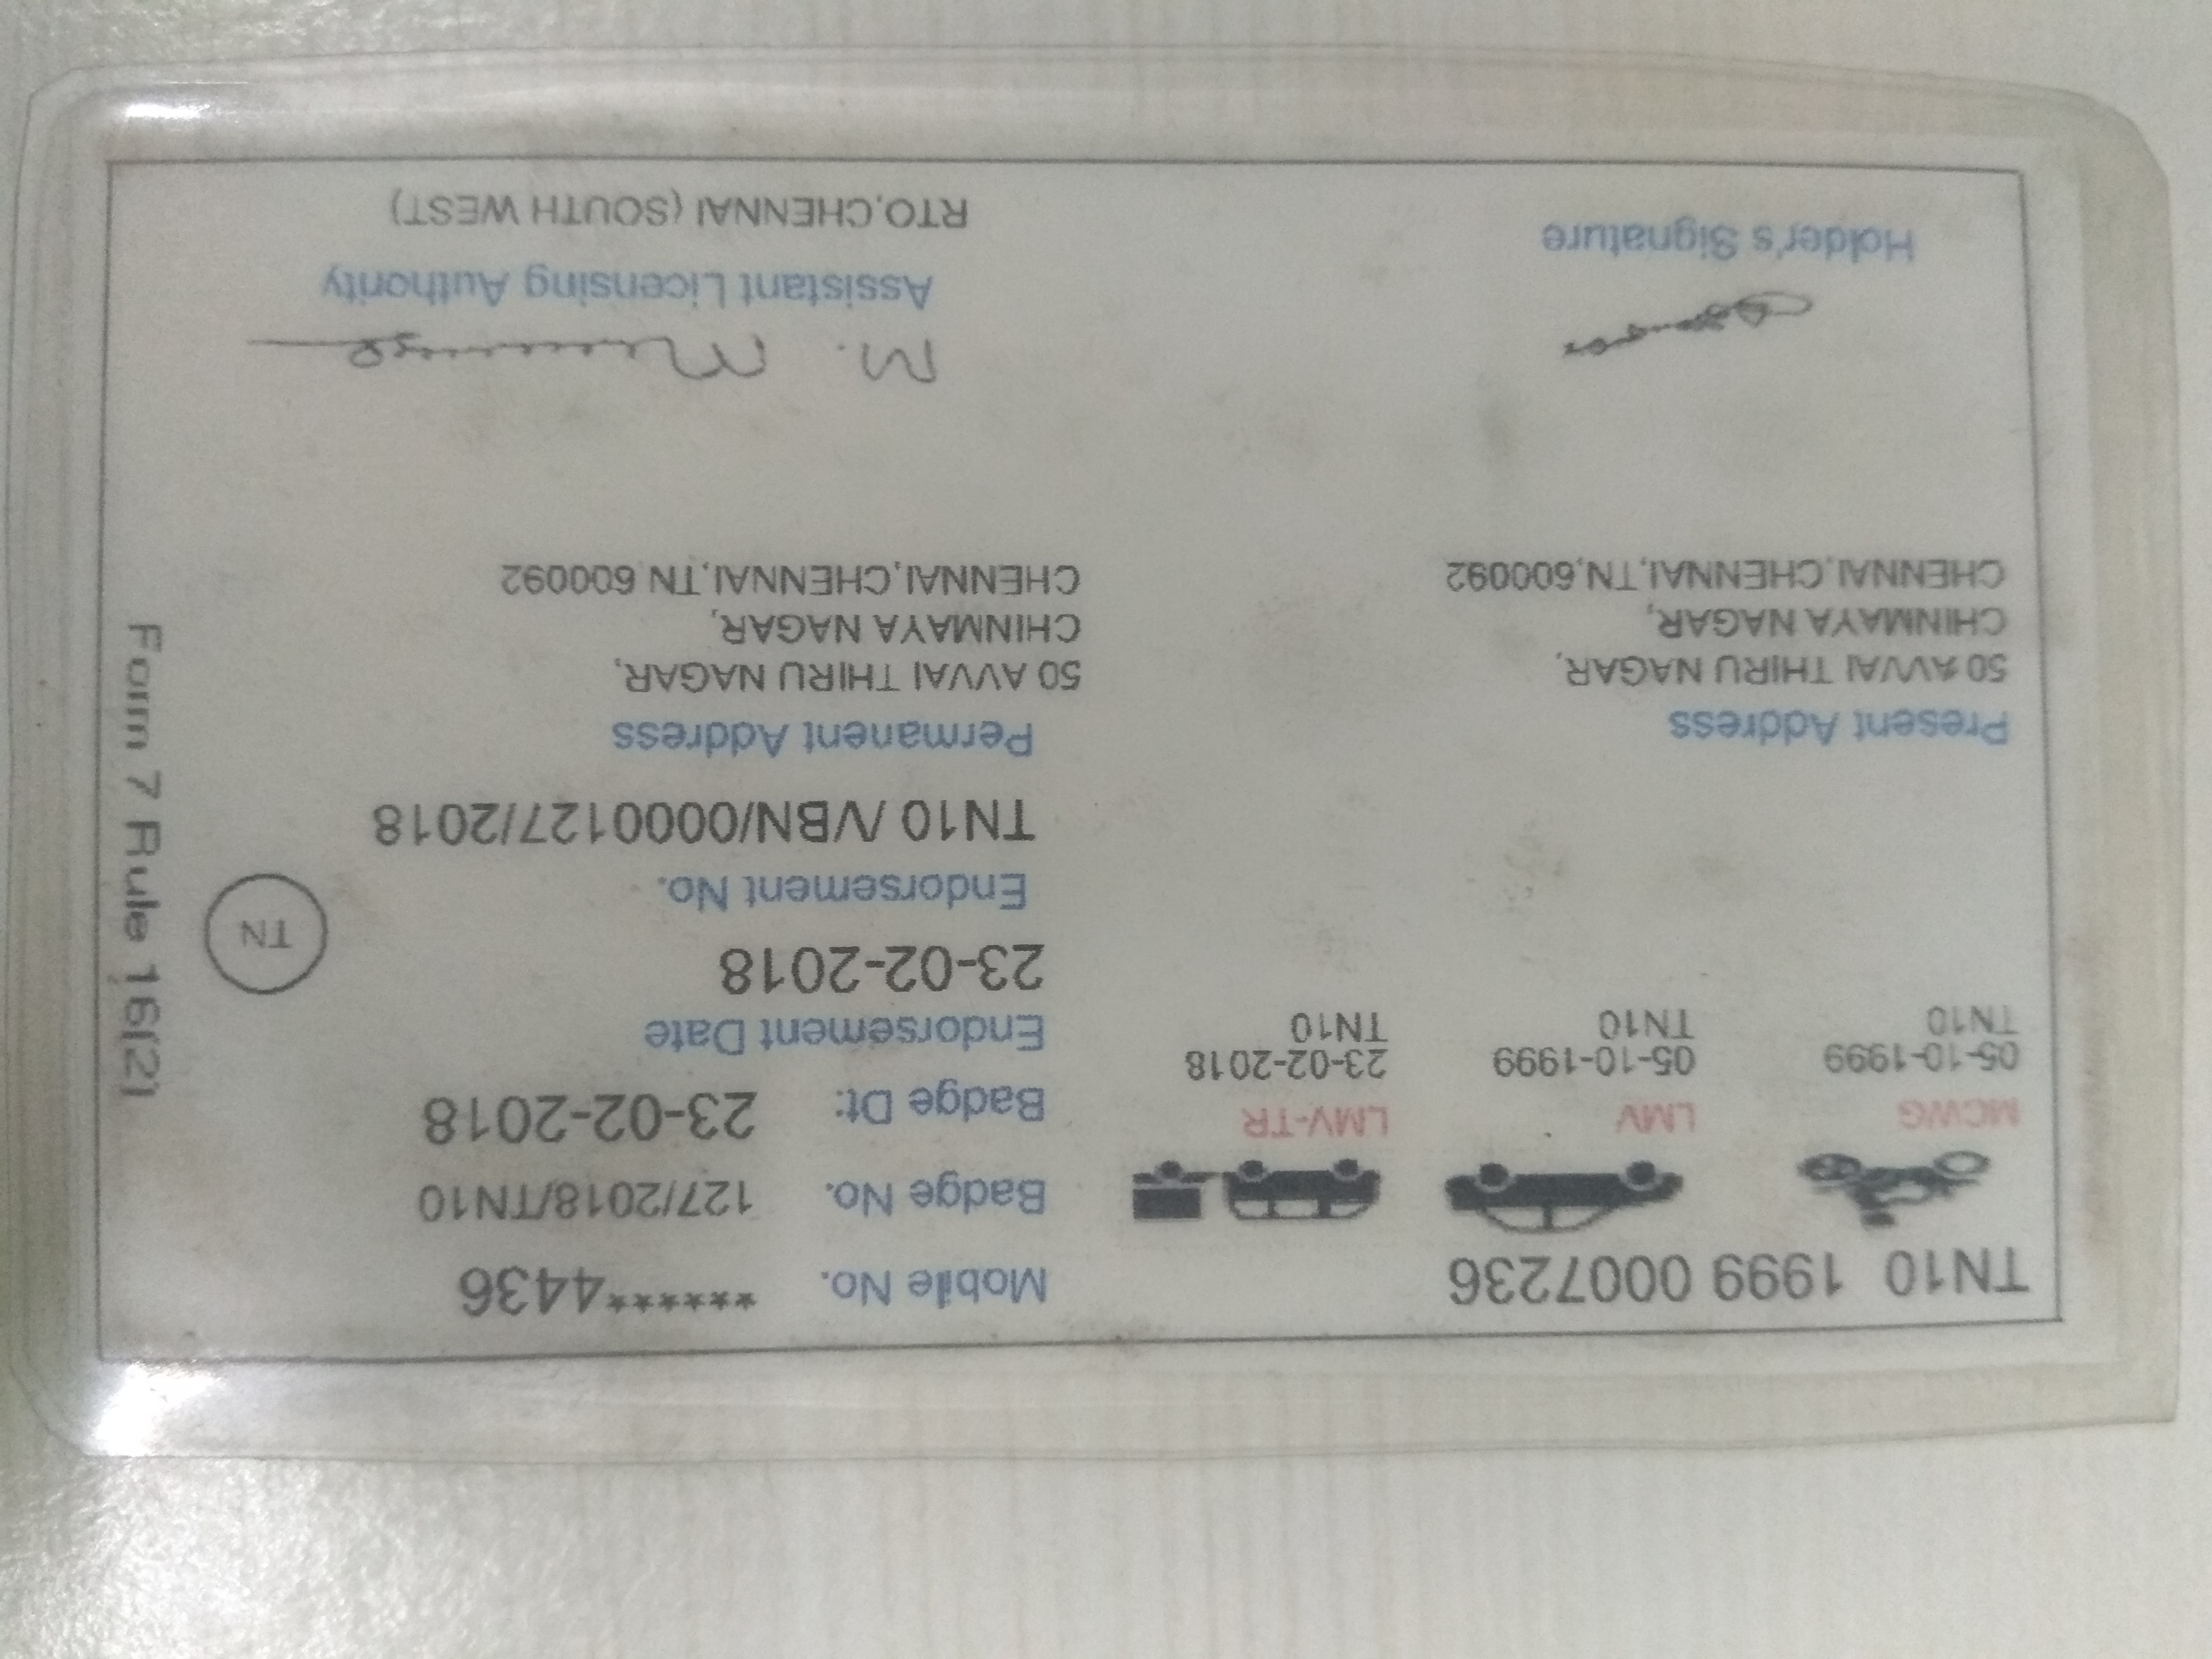 TN10 1999 0007236
MCWG
05-10-1999
TN10
LMV
05-10-1999
TN10
LMV-TR
23-02-2018
TN10
Mobile No. ******4436
Badge No. 127/2018/TN10
Badge Dt: 23-02-2018
Endorsement Date
23-02-2018
Endorsement No.
TN10 /VBN/0000127/2018
TN
Present Address
50 AVVAI THIRU NAGAR,
CHINMAYA NAGAR,
CHENNAI,CHENNAI,TN,600092
Permanent Address
50 AVVAI THIRU NAGAR,
CHINMAYA NAGAR,
CHENNAI,CHENNAI,TN 600092
Holder's Signature
M.
Assistant Licensing Authority
RTO,CHENNAI (SOUTH WEST)
Form 7 Rule 16(2)